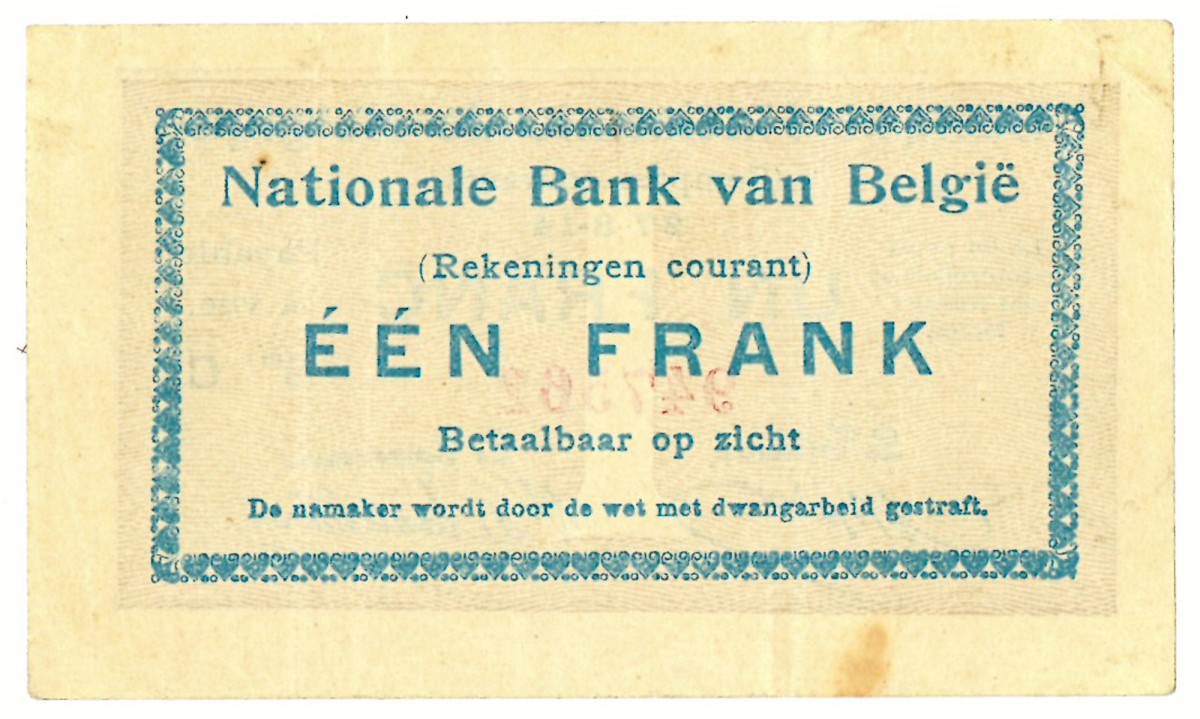 Nationale Bank van België
(Rekeningen courant)
ÉÉN FRANK
Betaalbaar op zicht
De namaker wordt door de wet met dwangarbeid gestraft.